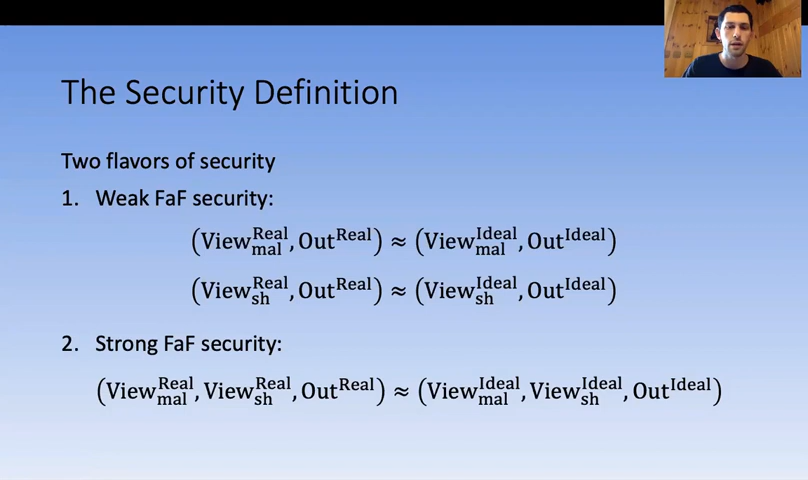 The Security Definition
Two flavors of security
1. Weak FaF security:
(View_mal^Real, Out^Real) ≈ (View_mal^Ideal, Out^Ideal)
(View_sh^Real, Out^Real) ≈ (View_sh^Ideal, Out^Ideal)
2. Strong FaF security:
(View_mal^Real, View_sh^Real, Out^Real) ≈ (View_mal^Ideal, View_sh^Ideal, Out^Ideal)